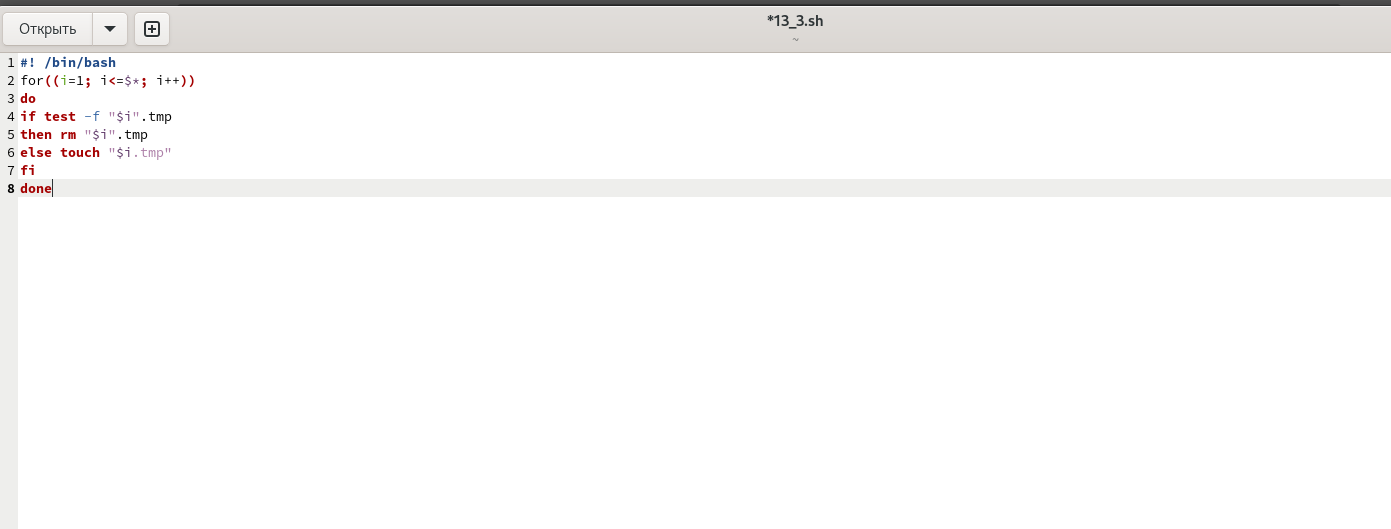 Открыть
*13_3.sh
~
1 #! /bin/bash
2 for((i=1; i<=$*; i++))
3 do
4 if test -f "$i".tmp
5 then rm "$i".tmp
6 else touch "$i.tmp"
7 fi
8 done